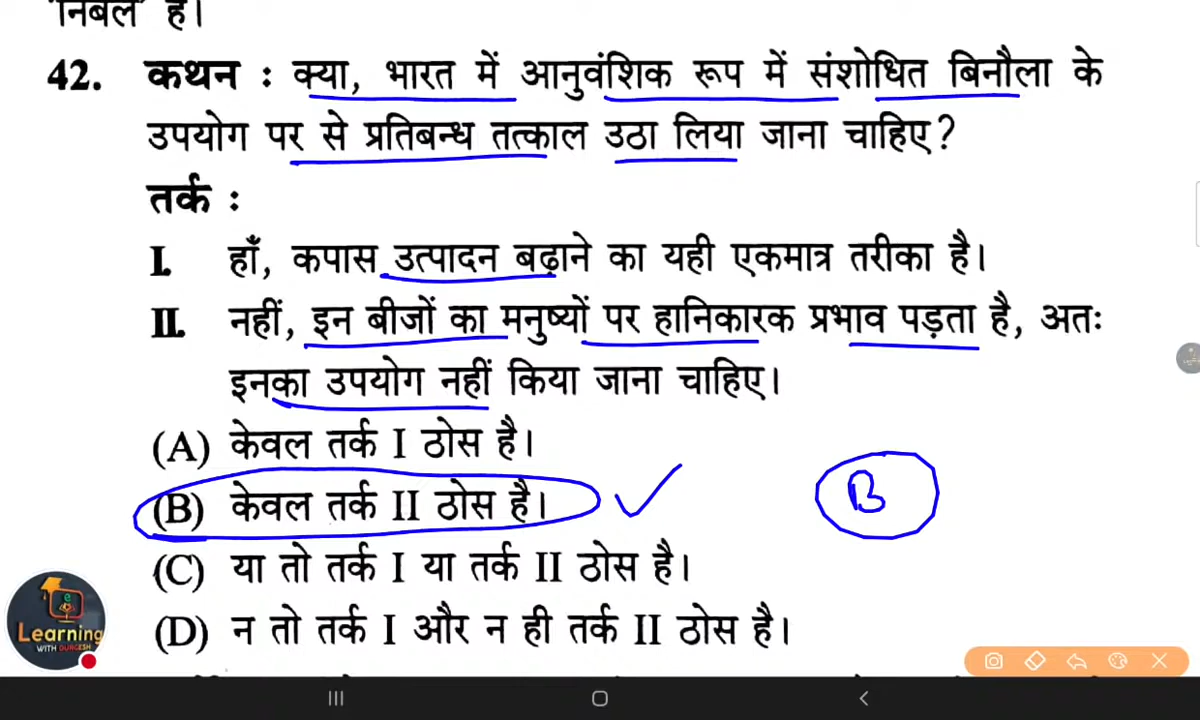 निर्बल' है।
42. कथन : क्या, भारत में आनुवंशिक रूप में संशोधित बिनौला के
उपयोग पर से प्रतिबन्ध तत्काल उठा लिया जाना चाहिए?
तर्क :
I. हाँ, कपास उत्पादन बढ़ाने का यही एकमात्र तरीका है।
II. नहीं, इन बीजों का मनुष्यों पर हानिकारक प्रभाव पड़ता है, अतः
इनका उपयोग नहीं किया जाना चाहिए।
(A) केवल तर्क I ठोस है।
(B) केवल तर्क II ठोस है।
B
(C) या तो तर्क I या तर्क II ठोस है।
(D) न तो तर्क I और न ही तर्क II ठोस है।
Learning
WITH DURGESH